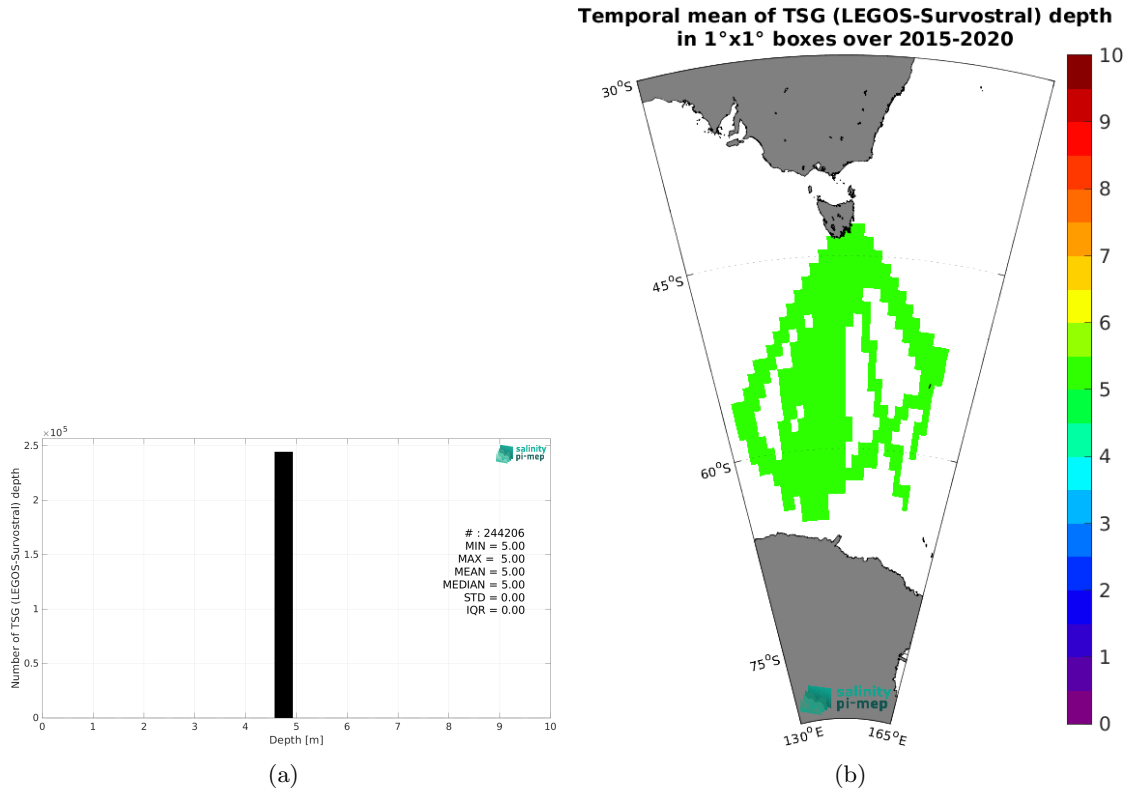 Temporal mean of TSG (LEGOS-Survostral) depth
in 1°x1° boxes over 2015-2020
×10⁵
2.5
2
1.5
1
0.5
0
Number of TSG (LEGOS-Survostral) depth
salinity
pi-mep
# : 244206
MIN = 5.00
MAX = 5.00
MEAN = 5.00
MEDIAN = 5.00
STD = 0.00
IQR = 0.00
0 1 2 3 4 5 6 7 8 9 10
Depth [m]
(a)
30°S
45°S
60°S
75°S
salinity
pi-mep
130°E
165°E
10
9
8
7
6
5
4
3
2
1
0
(b)